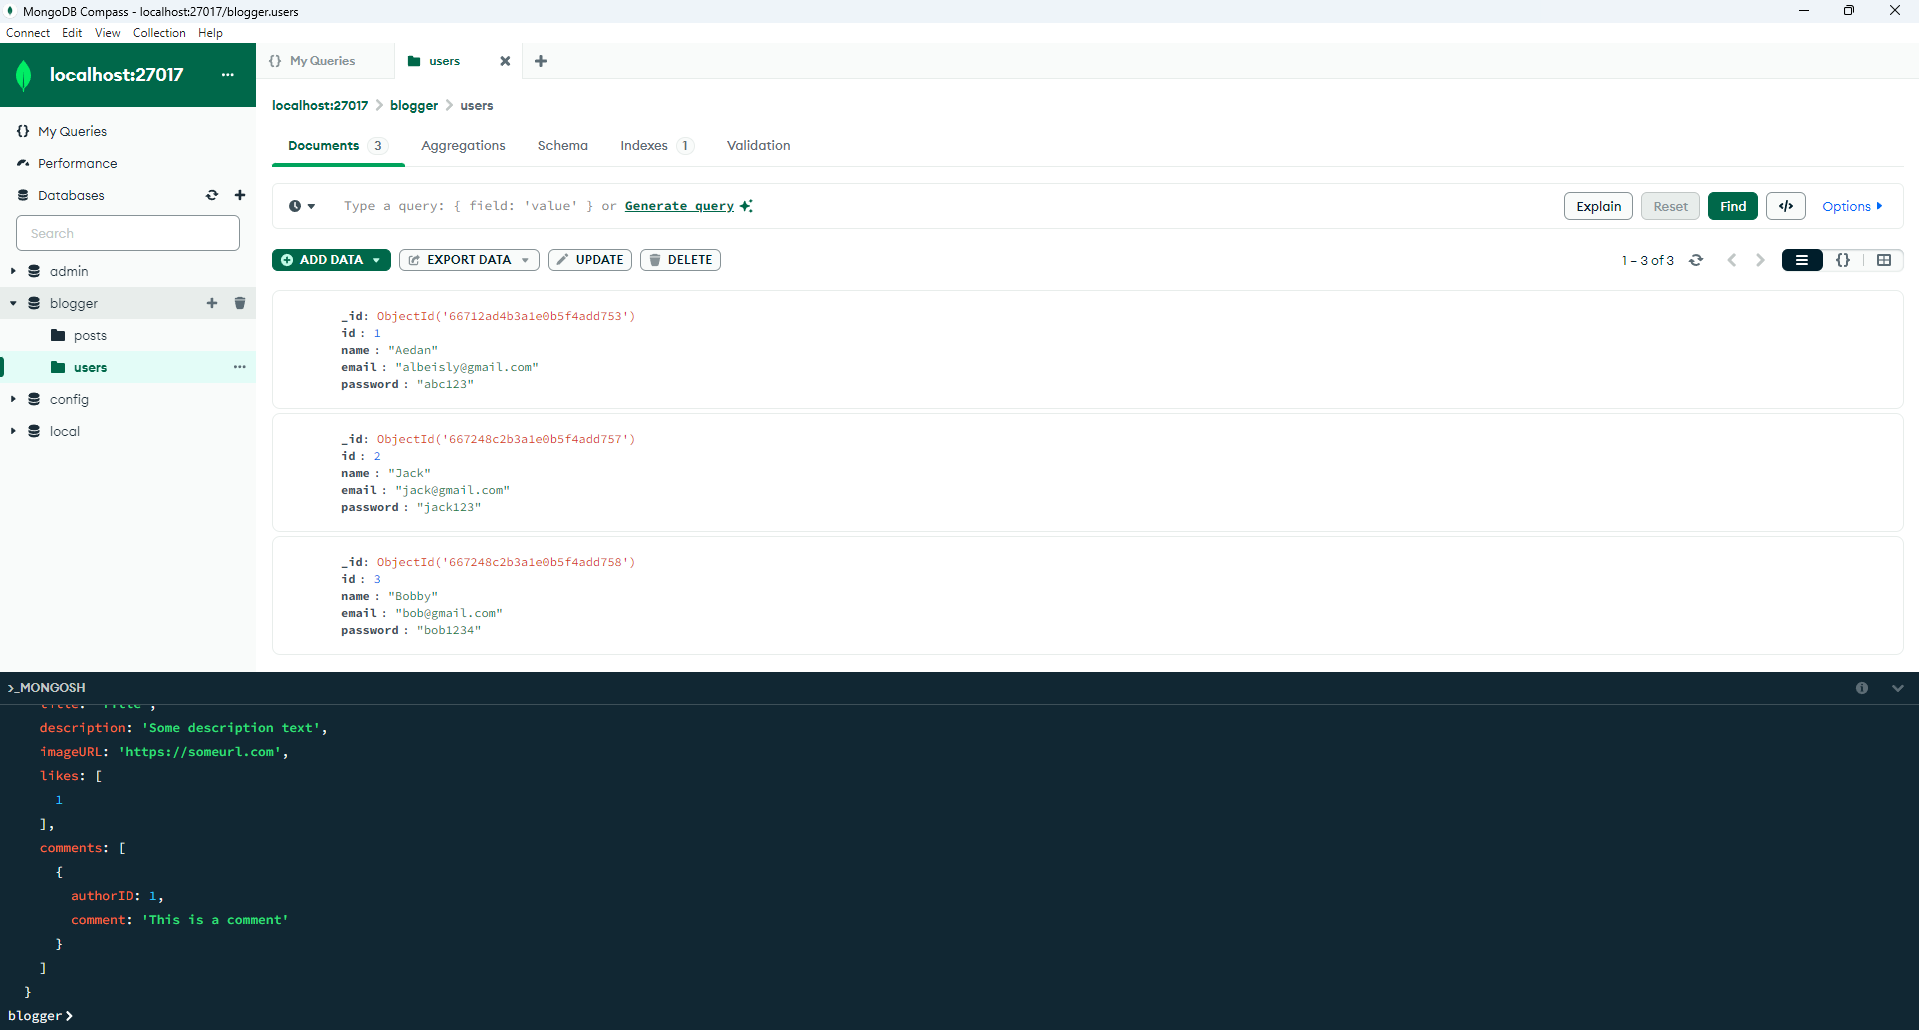 MongoDB Compass - localhost:27017/blogger.users
Connect Edit View Collection Help
localhost:27017 ...
{} My Queries
users
localhost:27017 > blogger > users
My Queries
Performance
Databases
Search
admin
blogger
posts
users ...
config
local
Documents 3 Aggregations Schema Indexes 1 Validation
Type a query: { field: 'value' } or Generate query
Explain Reset Find </> Options
ADD DATA EXPORT DATA UPDATE DELETE
1 – 3 of 3 {}
_id: ObjectId('66712ad4b3a1e0b5f4add753')
id : 1
name : "Aedan"
email : "albeisly@gmail.com"
password : "abc123"
_id: ObjectId('667248c2b3a1e0b5f4add757')
id : 2
name : "Jack"
email : "jack@gmail.com"
password : "jack123"
_id: ObjectId('667248c2b3a1e0b5f4add758')
id : 3
name : "Bobby"
email : "bob@gmail.com"
password : "bob1234"
>_MONGOSH
title: 'Title',
description: 'Some description text',
imageURL: 'https://someurl.com',
likes: [
1
],
comments: [
{
authorID: 1,
comment: 'This is a comment'
}
]
}
blogger>